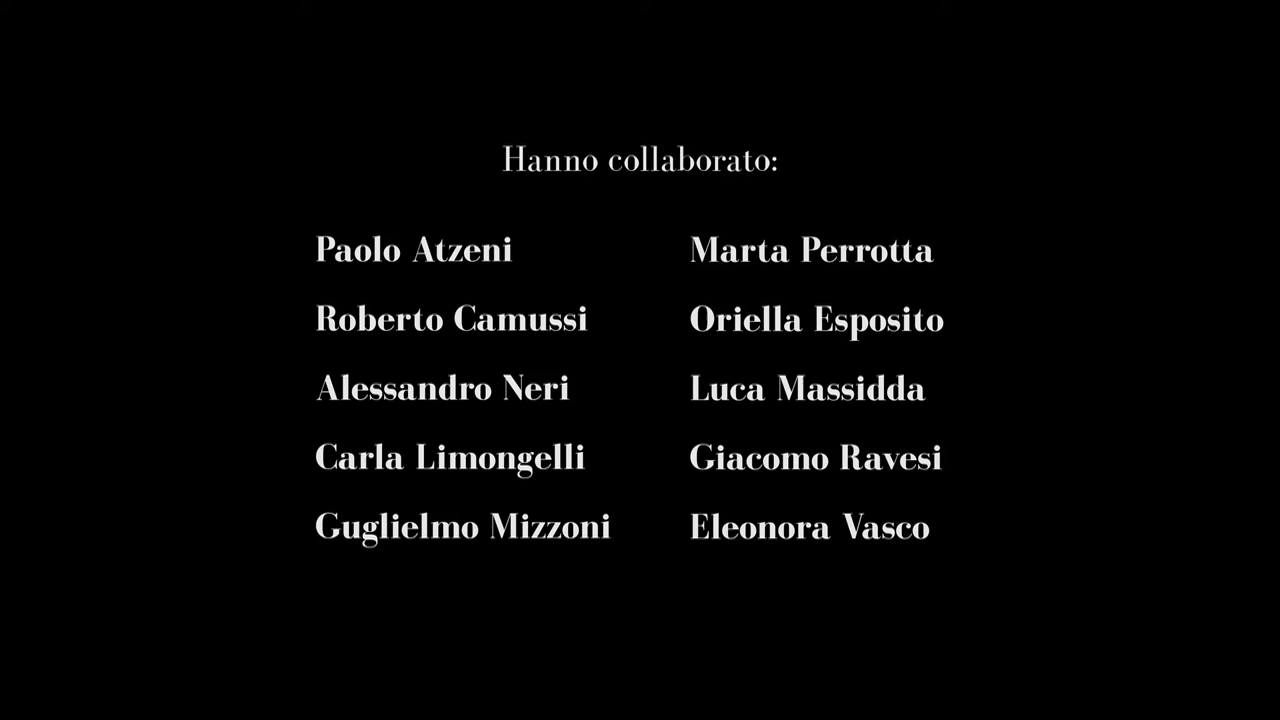 Hanno collaborato:
Paolo Atzeni
Roberto Camussi
Alessandro Neri
Carla Limongelli
Guglielmo Mizzoni
Marta Perrotta
Oriella Esposito
Luca Massidda
Giacomo Ravesi
Eleonora Vasco